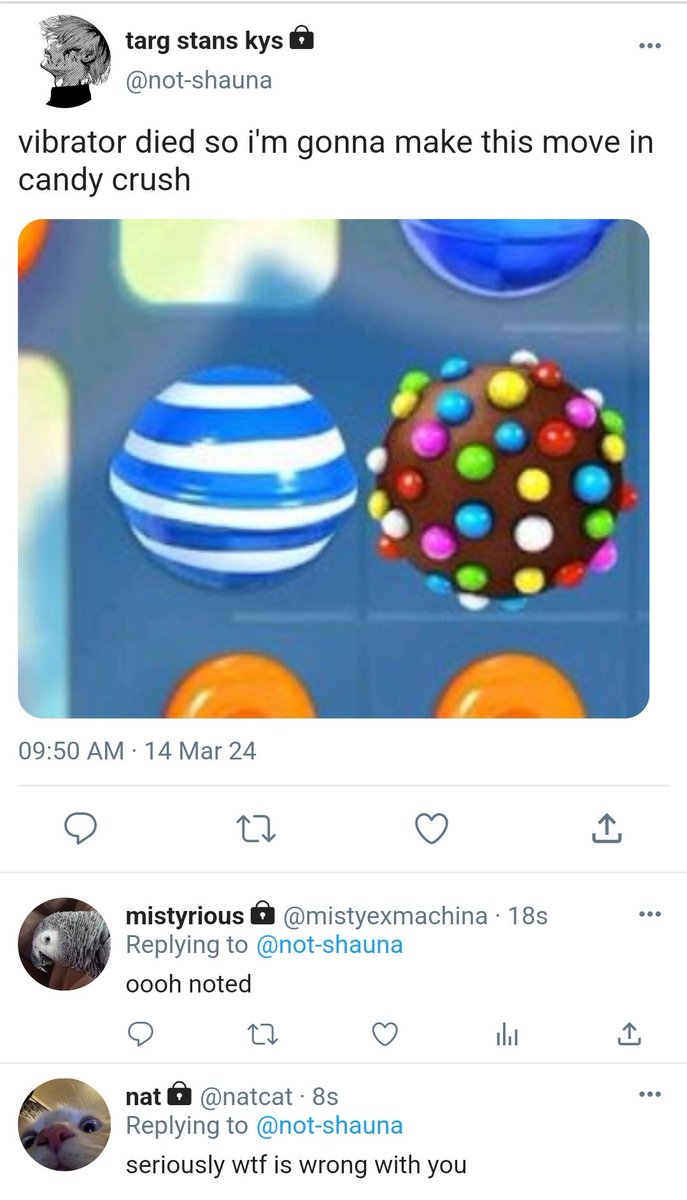 targ stans kys
@not-shauna
vibrator died so i'm gonna make this move in
candy crush
09:50 AM · 14 Mar 24
mistyrious @mistyexmachina · 18s
Replying to @not-shauna
oooh noted
nat @natcat · 8s
Replying to @not-shauna
seriously wtf is wrong with you